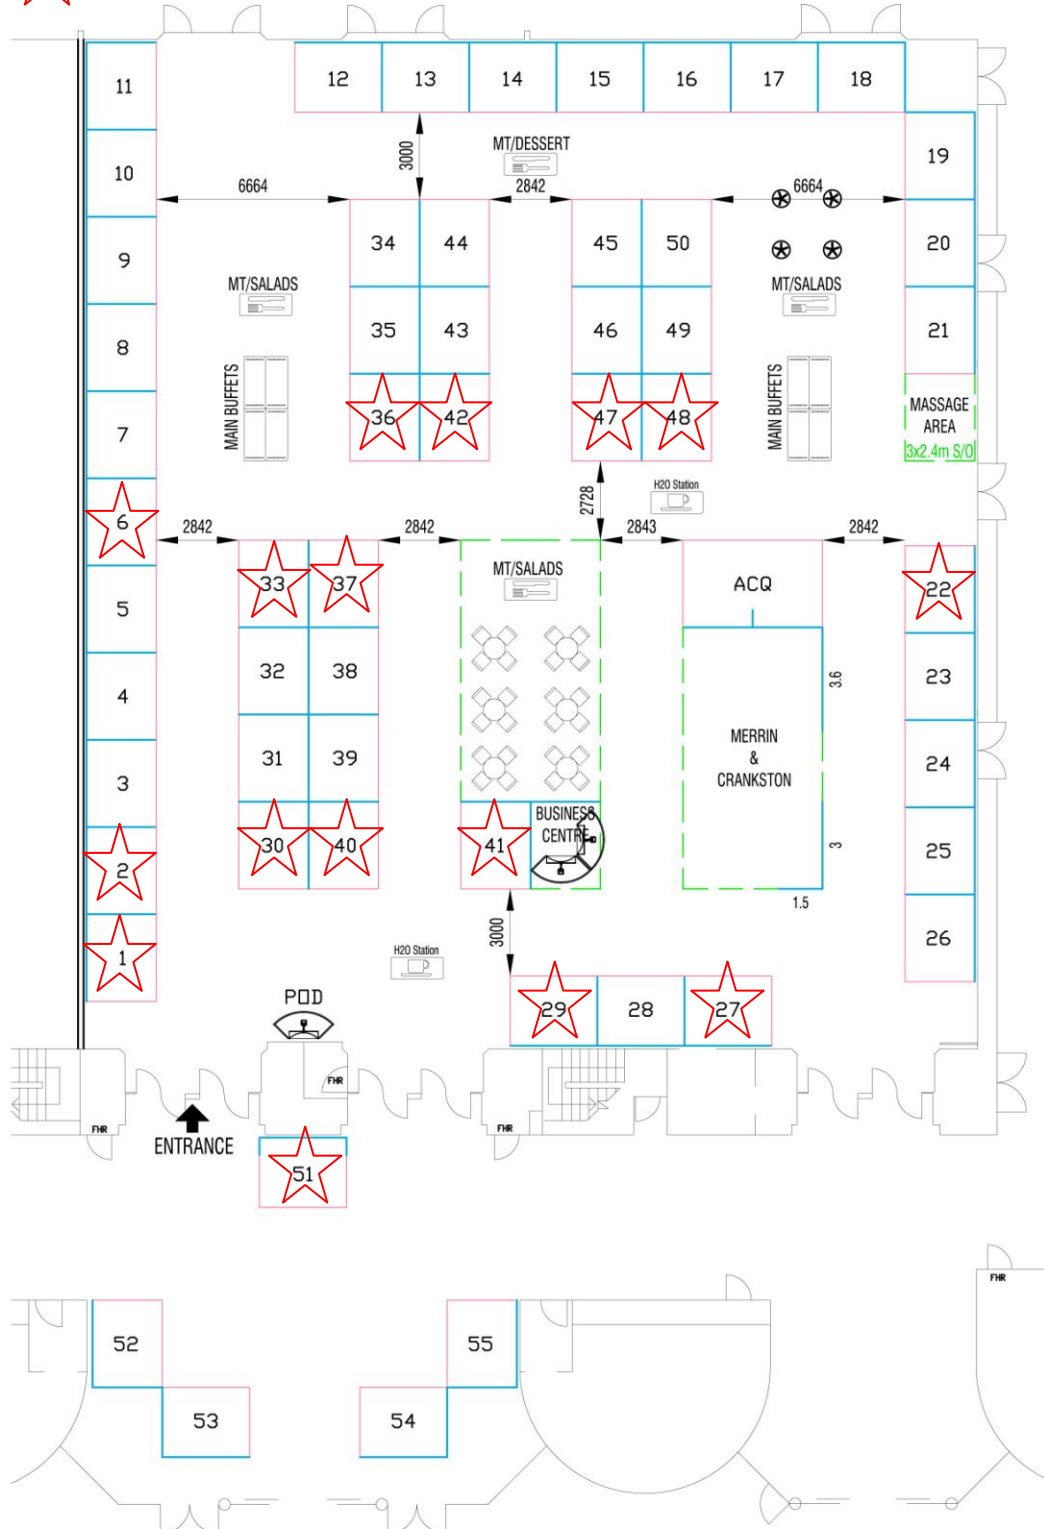 11
12 13 14 15 16 17 18
10
3000
MT/DESSERT
19
6664
2842
6664
9
34 44 45 50
20
MT/SALADS
MT/SALADS
8
35 43 46 49
21
MAIN BUFFETS
MAIN BUFFETS
7
36 42 47 48
MASSAGE
AREA
3x2.4m S/O
6
2842
2842
2728
H2O Station
2843
2842
5
33 37
MT/SALADS
ACQ
22
4
32 38
3.6
23
3
31 39
MERRIN
&
CRANKSTON
24
2
30 40 41
BUSINESS
CENTRE
3
25
1.5
1
H2O Station
3000
26
POD
29 28 27
FHR
FHR
ENTRANCE
FHR
51
FHR
52
55
53
54